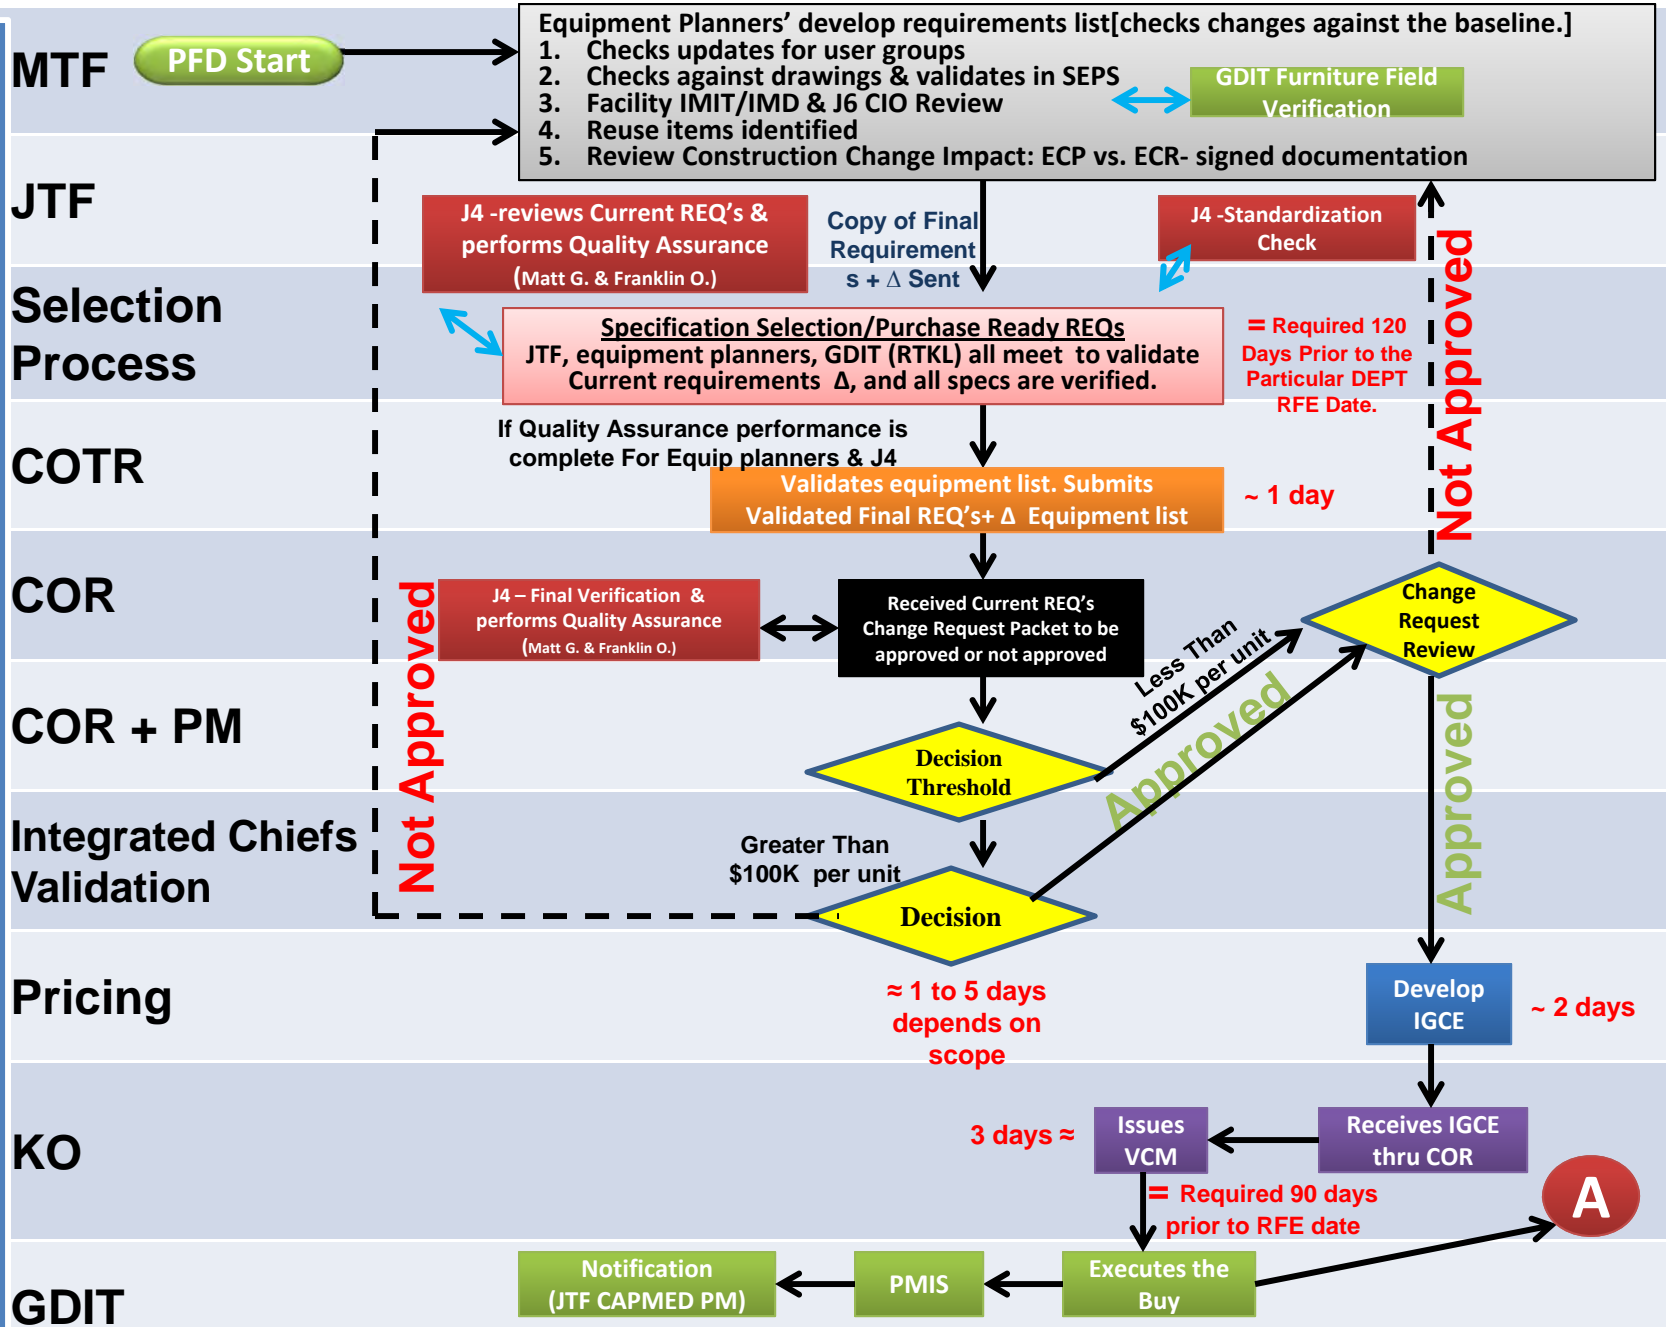 MTF
PFD Start
Equipment Planners' develop requirements list[checks changes against the baseline.]
1. Checks updates for user groups
2. Checks against drawings & validates in SEPS
3. Facility IMIT/IMD & J6 CIO Review
4. Reuse items identified
5. Review Construction Change Impact: ECP vs. ECR- signed documentation
GDIT Furniture Field
Verification
JTF
J4 -reviews Current REQ's &
performs Quality Assurance
(Matt G. & Franklin O.)
Copy of Final
Requirement
s + Δ Sent
J4 -Standardization
Check
Not Approved
Selection
Process
Specification Selection/Purchase Ready REQs
JTF, equipment planners, GDIT (RTKL) all meet to validate
Current requirements Δ, and all specs are verified.
= Required 120
Days Prior to the
Particular DEPT
RFE Date.
COTR
If Quality Assurance performance is
complete For Equip planners & J4
Validates equipment list. Submits
Validated Final REQ's+ Δ Equipment list
~ 1 day
COR
Not Approved
J4 – Final Verification &
performs Quality Assurance
(Matt G. & Franklin O.)
Received Current REQ's
Change Request Packet to be
approved or not approved
Change
Request
Review
Less Than
$100K per unit
Approved
Approved
COR + PM
Decision
Threshold
Integrated Chiefs
Validation
Greater Than
$100K per unit
Decision
Pricing
≈ 1 to 5 days
depends on
scope
Develop
IGCE
~ 2 days
KO
3 days ≈
Issues
VCM
Receives IGCE
thru COR
= Required 90 days
prior to RFE date
A
GDIT
Notification
(JTF CAPMED PM)
PMIS
Executes the
Buy